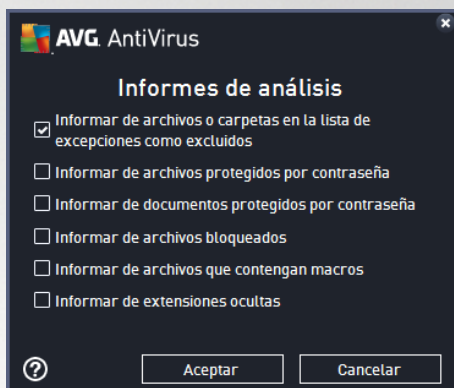 AVG. AntiVirus
Informes de análisis
Informar de archivos o carpetas en la lista de
excepciones como excluidos
Informar de archivos protegidos por contraseña
Informar de documentos protegidos por contraseña
Informar de archivos bloqueados
Informar de archivos que contengan macros
Informar de extensiones ocultas
?
Aceptar
Cancelar